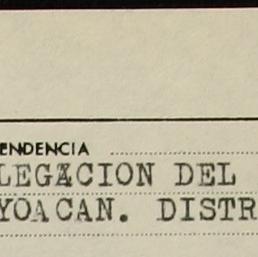 ENDENCIA
LEGACION DEL
YOACAN. DISTR